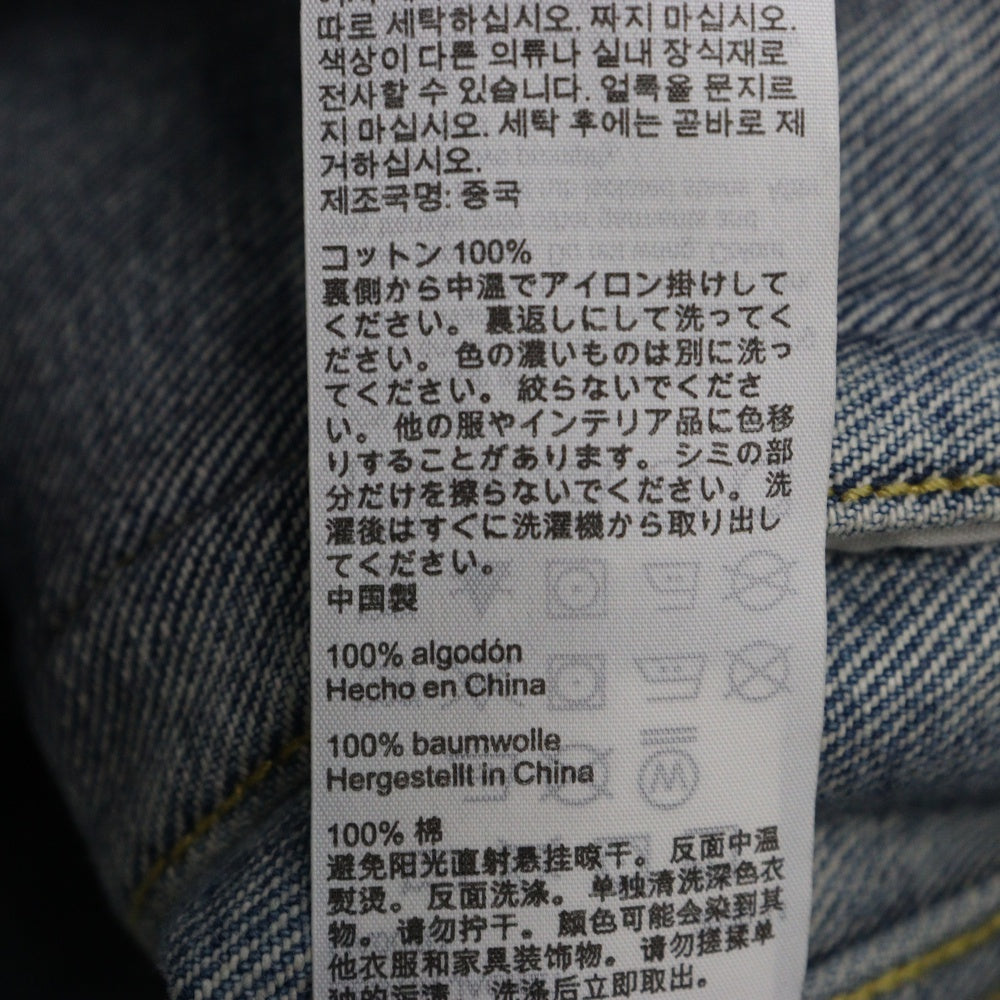 따로 세탁하십시오. 짜지 마십시오.
색상이 다른 의류나 실내 장식재로
전사할 수 있습니다. 얼룩을 문지르
지 마십시오. 세탁 후에는 곧바로 제
거하십시오.
제조국명: 중국
コットン 100%
裏側から中温でアイロン掛けして
ください。 裏返しにして洗ってく
ださい。 色の濃いものは別に洗っ
てください。 絞らないでくださ
い。 他の服やインテリア品に色移
りすることがあります。 シミの部
分だけを擦らないでください。 洗
濯後はすぐに洗濯機から取り出し
てください。
中国製
100% algodón
Hecho en China
100% baumwolle
Hergestellt in China
100% 棉
避免阳光直射悬挂晾干。 反面中温
熨烫。 反面洗涤。 单独清洗深色衣
物。 请勿拧干。 颜色可能会染到其
他衣服和家具装饰物。 请勿搓揉单
独的污渍。 洗涤后立即取出。